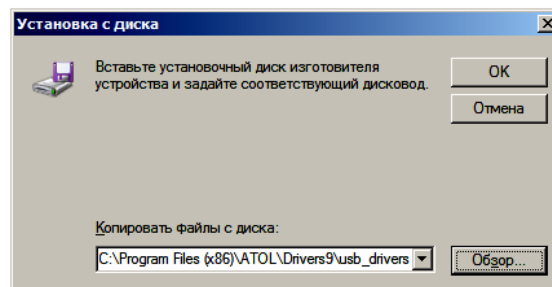 Установка с диска
Вставьте установочный диск изготовителя
устройства и задайте соответствующий дисковод.
OK
Отмена
Копировать файлы с диска:
C:\Program Files (x86)\ATOL\Drivers9\usb_drivers
Обзор...